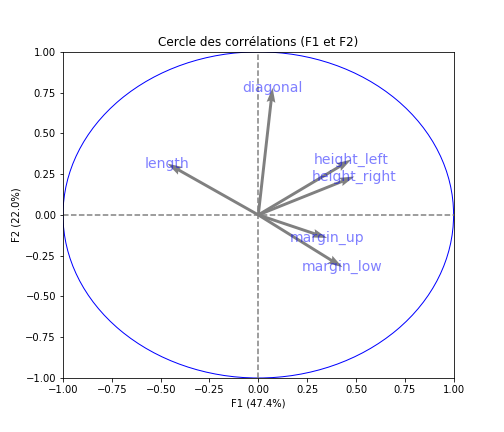 Cercle des corrélations (F1 et F2)
1.00
0.75
0.50
0.25
0.00
−0.25
−0.50
−0.75
−1.00
F2 (22.0%)
diagonal
length
height_left
height_right
margin_up
margin_low
−1.00 −0.75 −0.50 −0.25 0.00 0.25 0.50 0.75 1.00
F1 (47.4%)